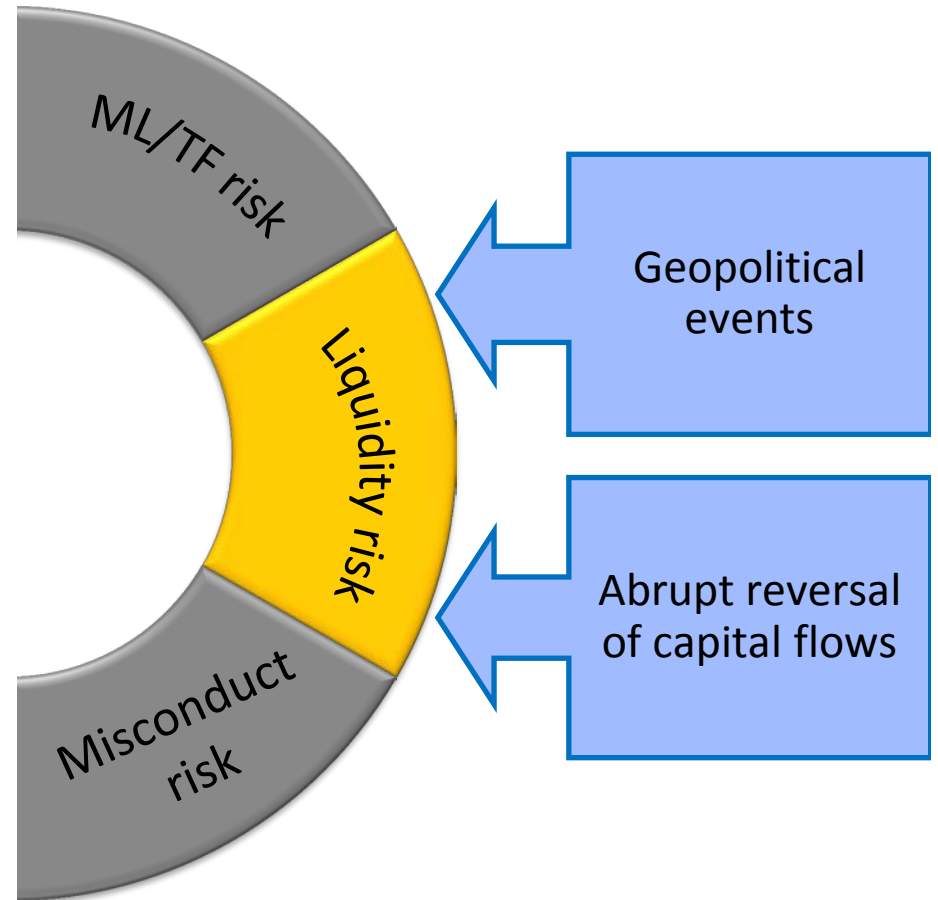 ML/TF risk
Liquidity risk
Misconduct
risk
Geopolitical
events
Abrupt reversal
of capital flows